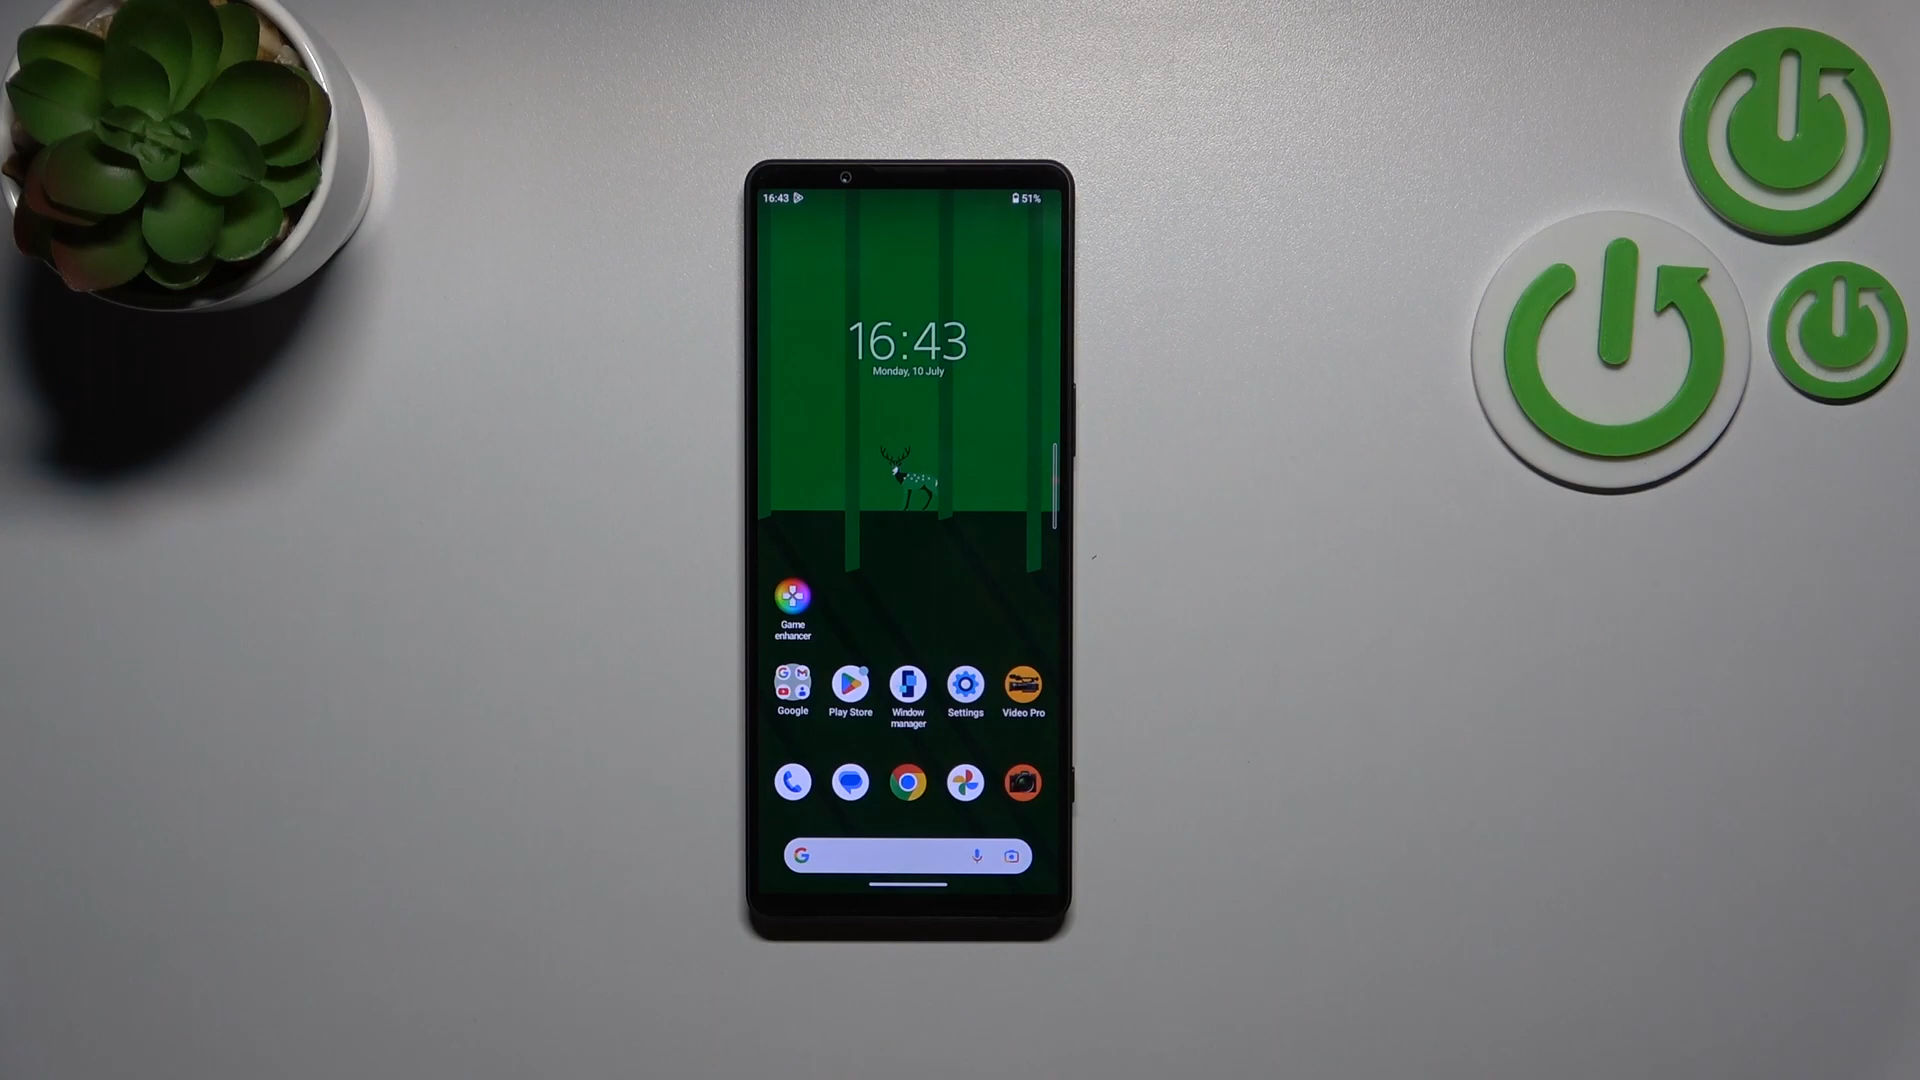 16:43
51%
16:43
Monday, 10 July
Game
enhancer
Google
Play Store
Window
manager
Settings
Video Pro